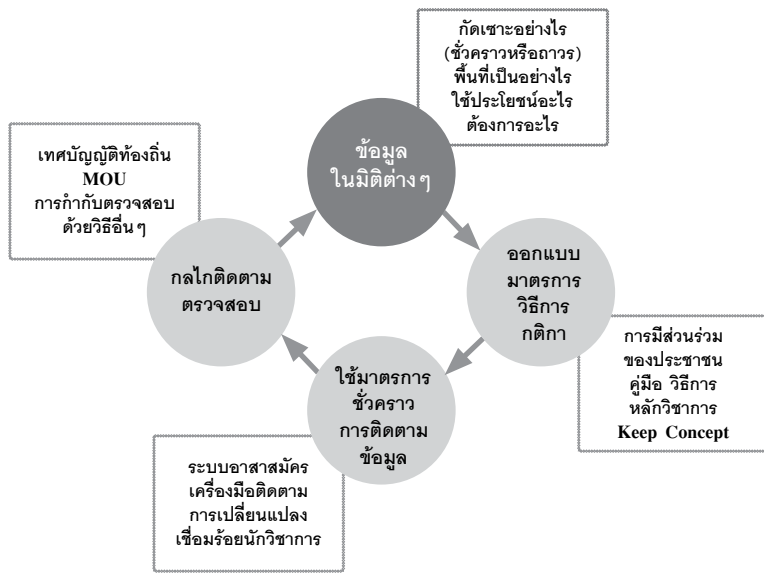 กัดเซาะอย่างไร
(ชั่วคราวหรือถาวร)
พื้นที่เป็นอย่างไร
ใช้ประโยชน์อะไร
ต้องการอะไร
ข้อมูล
ในมิติต่างๆ
เทศบัญญัติท้องถิ่น
MOU
การกำกับตรวจสอบ
ด้วยวิธีอื่นๆ
กลไกติดตาม
ตรวจสอบ
ออกแบบ
มาตรการ
วิธีการ
กติกา
การมีส่วนร่วม
ของประชาชน
คู่มือ วิธีการ
หลักวิชาการ
Keep Concept
ใช้มาตรการ
ชั่วคราว
การติดตาม
ข้อมูล
ระบบอาสาสมัคร
เครื่องมือติดตาม
การเปลี่ยนแปลง
เชื่อมร้อยนักวิชาการ